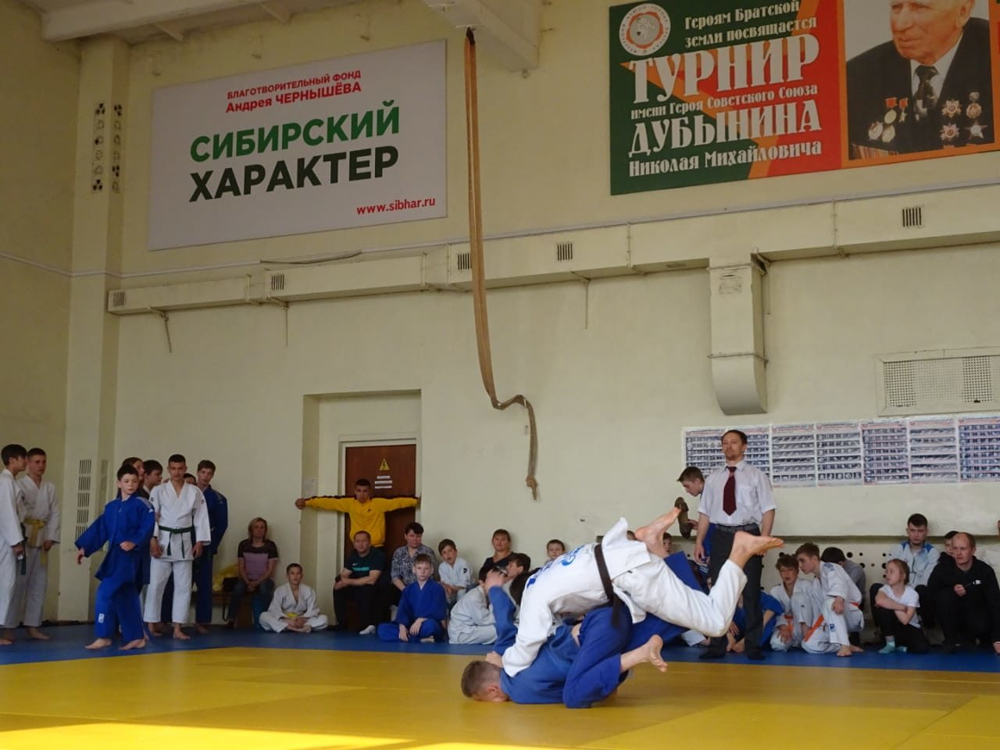 БЛАГОТВОРИТЕЛЬНЫЙ ФОНД
Андрея ЧЕРНЫШЁВА
СИБИРСКИЙ
ХАРАКТЕР
www.sibhar.ru
Героям Братской
земли посвящается
ТУРНИР
имени Героя Советского Союза
ДУБЫНИНА
Николая Михайловича